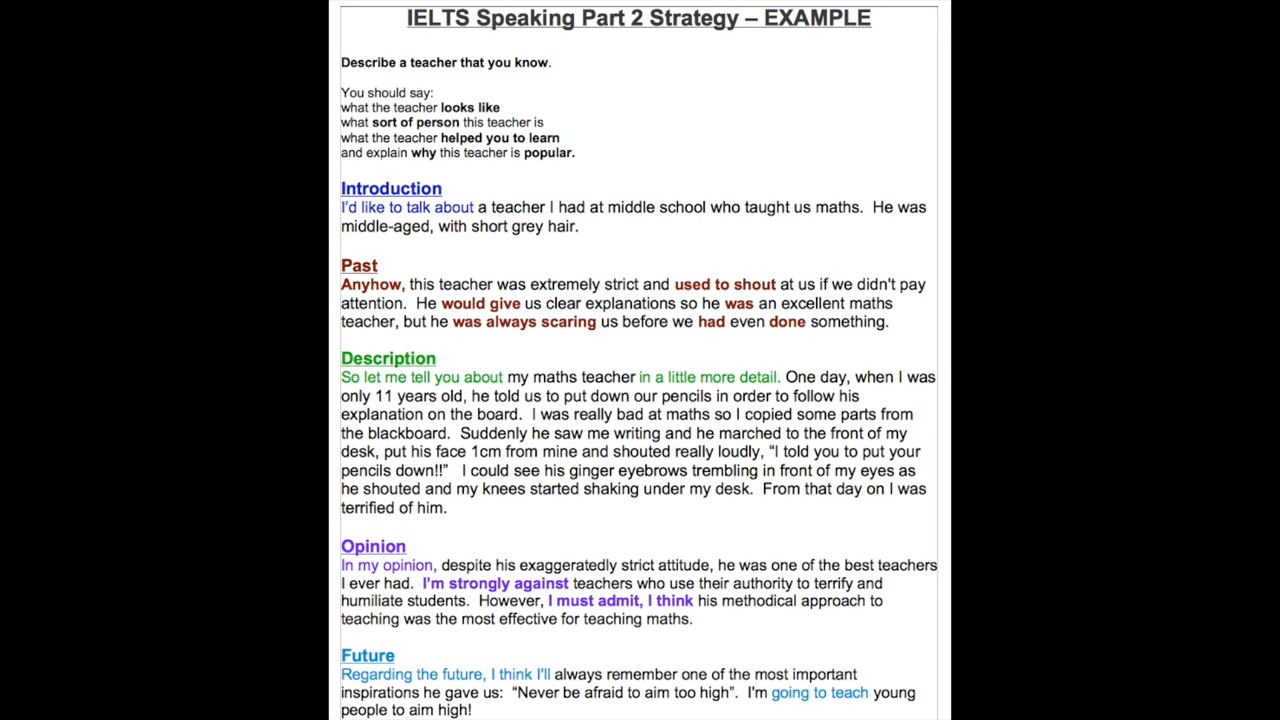 IELTS Speaking Part 2 Strategy – EXAMPLE
Describe a teacher that you know.
You should say:
what the teacher looks like
what sort of person this teacher is
what the teacher helped you to learn
and explain why this teacher is popular.
Introduction
I'd like to talk about a teacher I had at middle school who taught us maths.  He was
middle-aged, with short grey hair.
Past
Anyhow, this teacher was extremely strict and used to shout at us if we didn't pay
attention.  He would give us clear explanations so he was an excellent maths
teacher, but he was always scaring us before we had even done something.
Description
So let me tell you about my maths teacher in a little more detail. One day, when I was
only 11 years old, he told us to put down our pencils in order to follow his
explanation on the board.  I was really bad at maths so I copied some parts from
the blackboard.  Suddenly he saw me writing and he marched to the front of my
desk, put his face 1cm from mine and shouted really loudly, “I told you to put your
pencils down!!”   I could see his ginger eyebrows trembling in front of my eyes as
he shouted and my knees started shaking under my desk.  From that day on I was
terrified of him.
Opinion
In my opinion, despite his exaggeratedly strict attitude, he was one of the best teachers
I ever had.  I'm strongly against teachers who use their authority to terrify and
humiliate students.  However, I must admit, I think his methodical approach to
teaching was the most effective for teaching maths.
Future
Regarding the future, I think I'll always remember one of the most important
inspirations he gave us:  “Never be afraid to aim too high”.  I'm going to teach young
people to aim high!